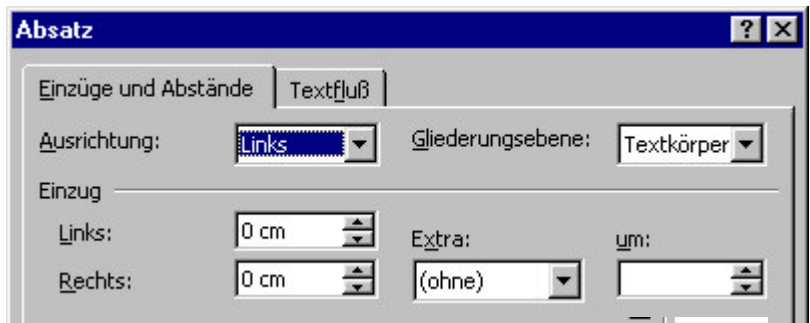 Absatz
Einzüge und Abstände Textfluß
Ausrichtung: Links Gliederungsebene: Textkörper
Einzug
Links: 0 cm Extra: um:
Rechts: 0 cm (ohne)